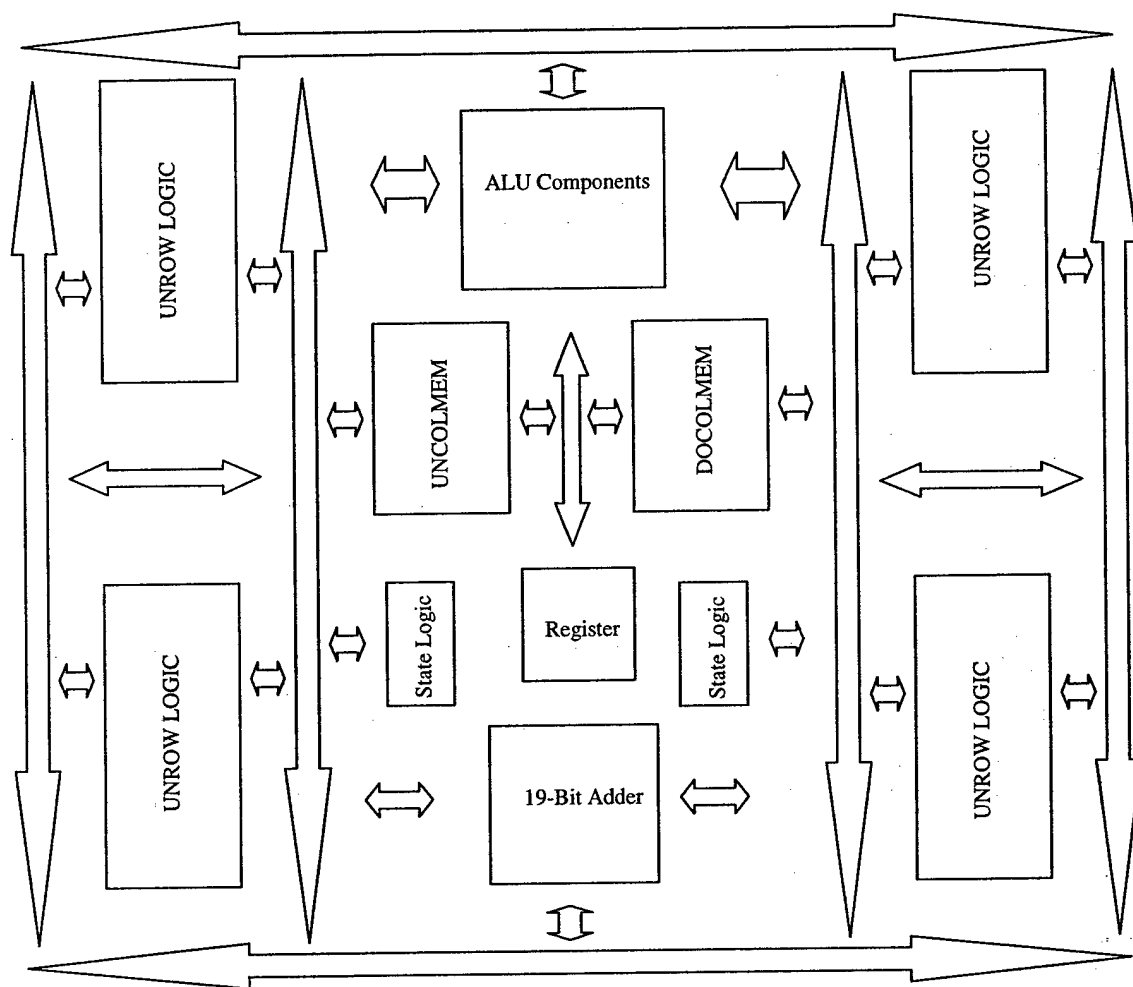 UNROW LOGIC
ALU Components
UNROW LOGIC
UNCOLMEM
DOCOLMEM
UNROW LOGIC
State Logic
Register
State Logic
UNROW LOGIC
19-Bit Adder